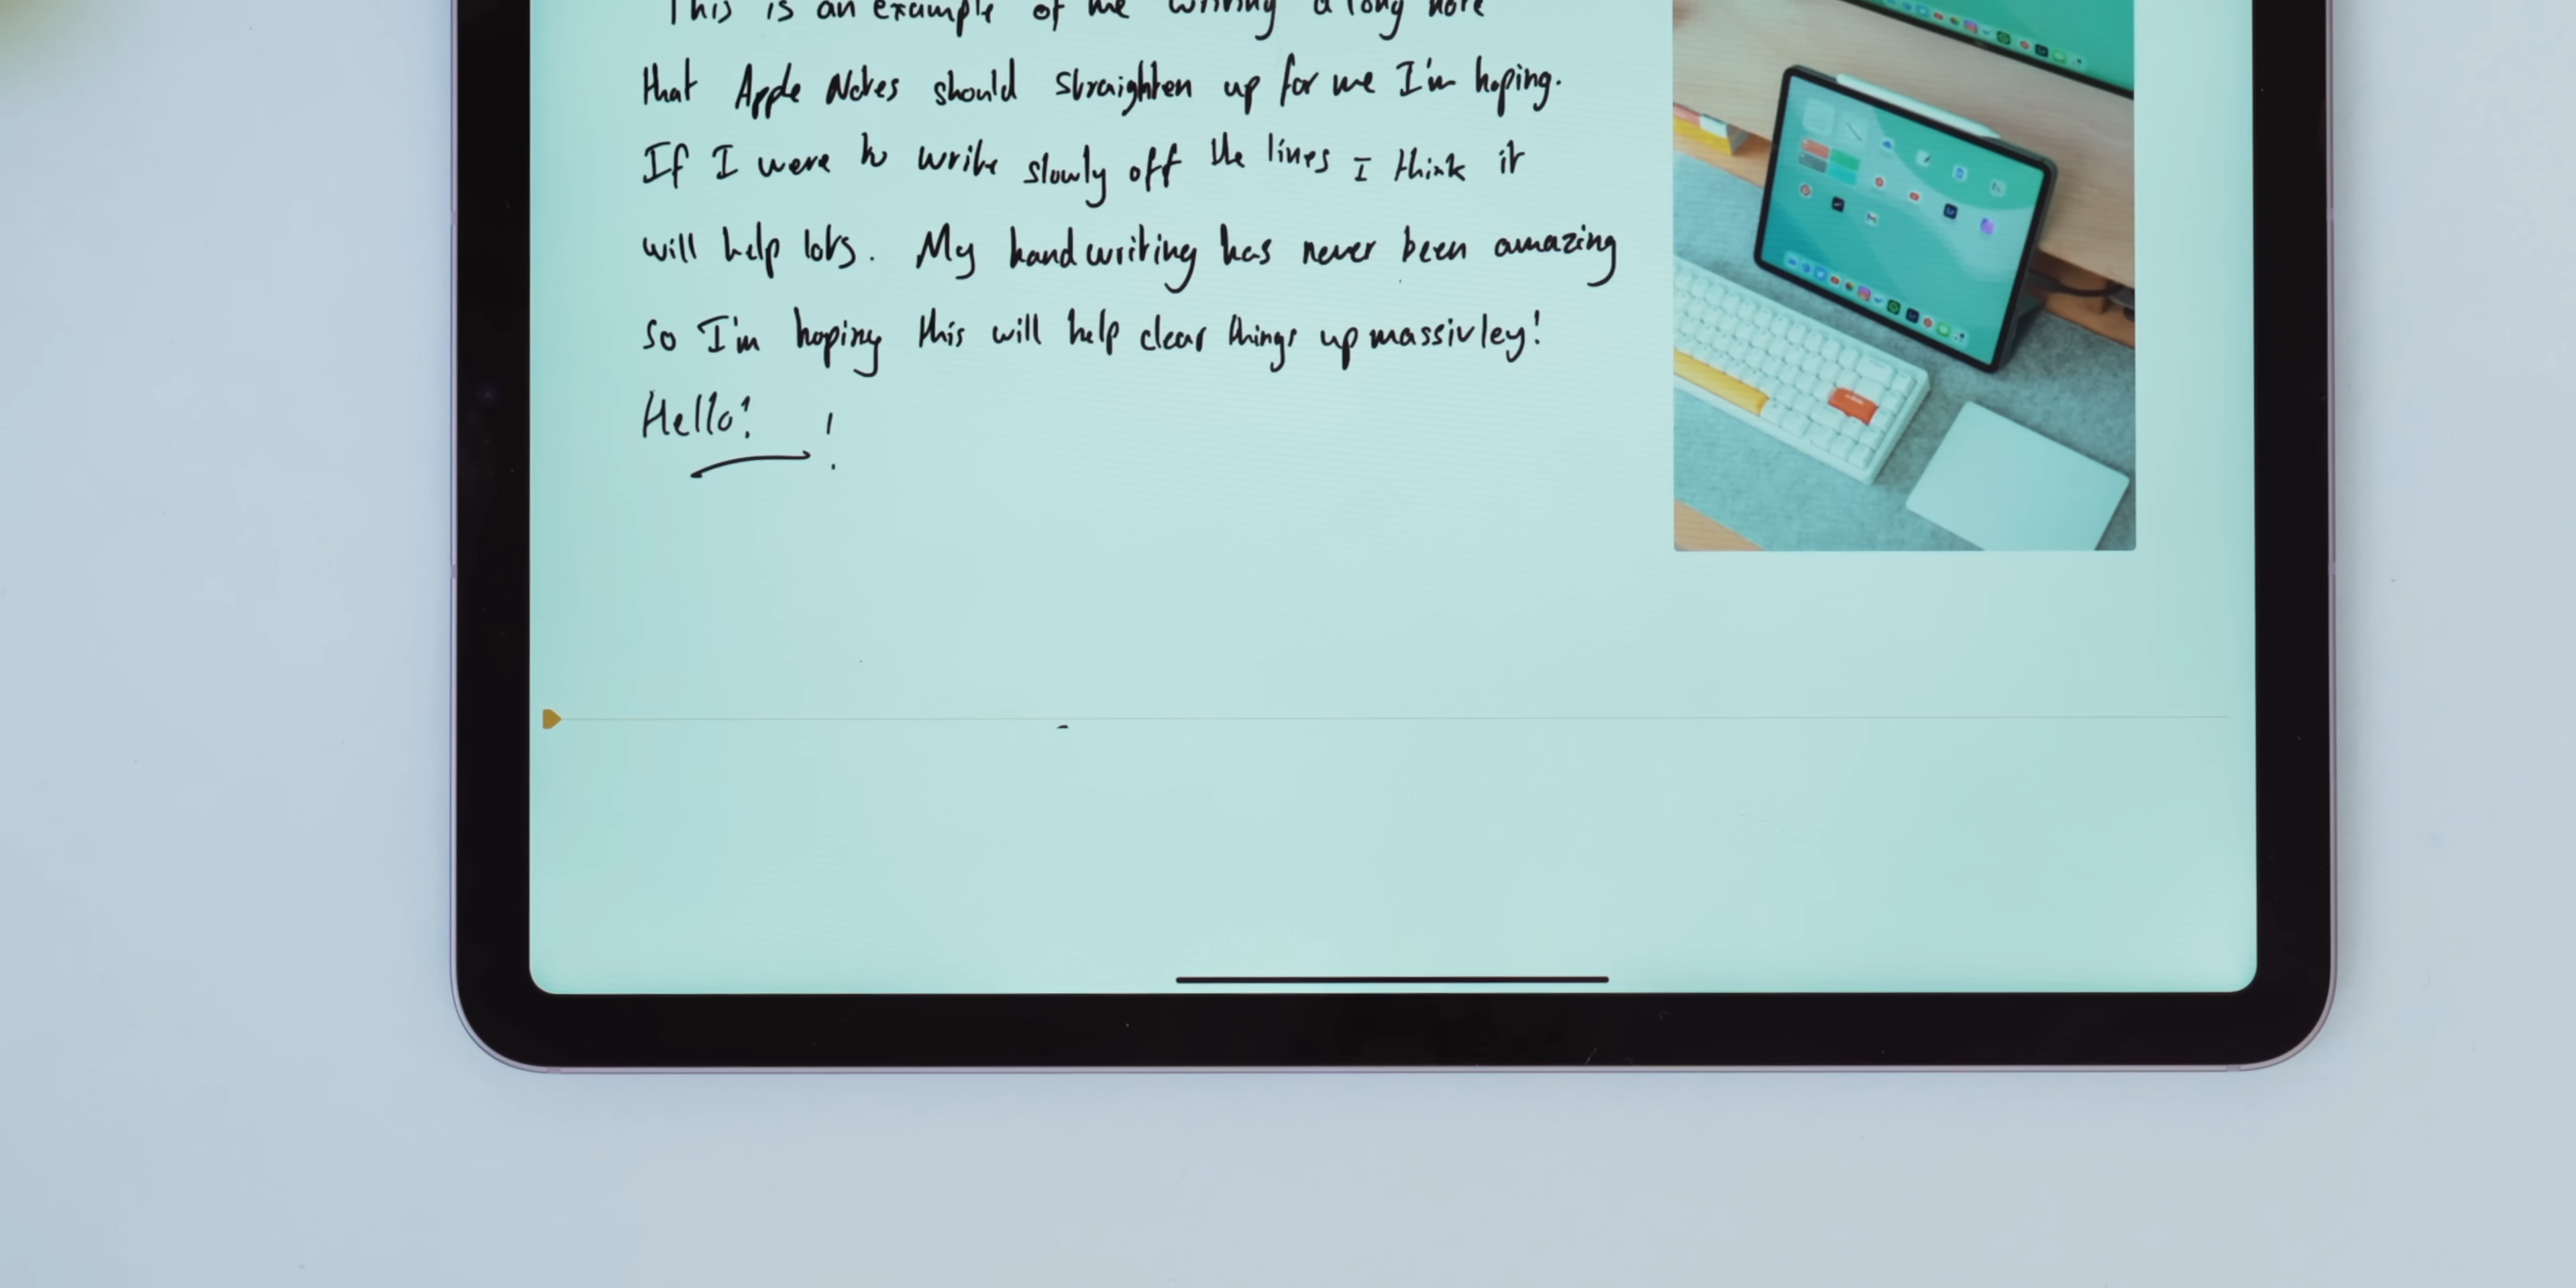 This is an example of me writing a long note
that Apple Notes should straighten up for me I'm hoping.
If I were to write slowly off the lines I think it
will help lots. My handwriting has never been amazing
so I'm hoping this will help clear things up massivley!
Hello! !